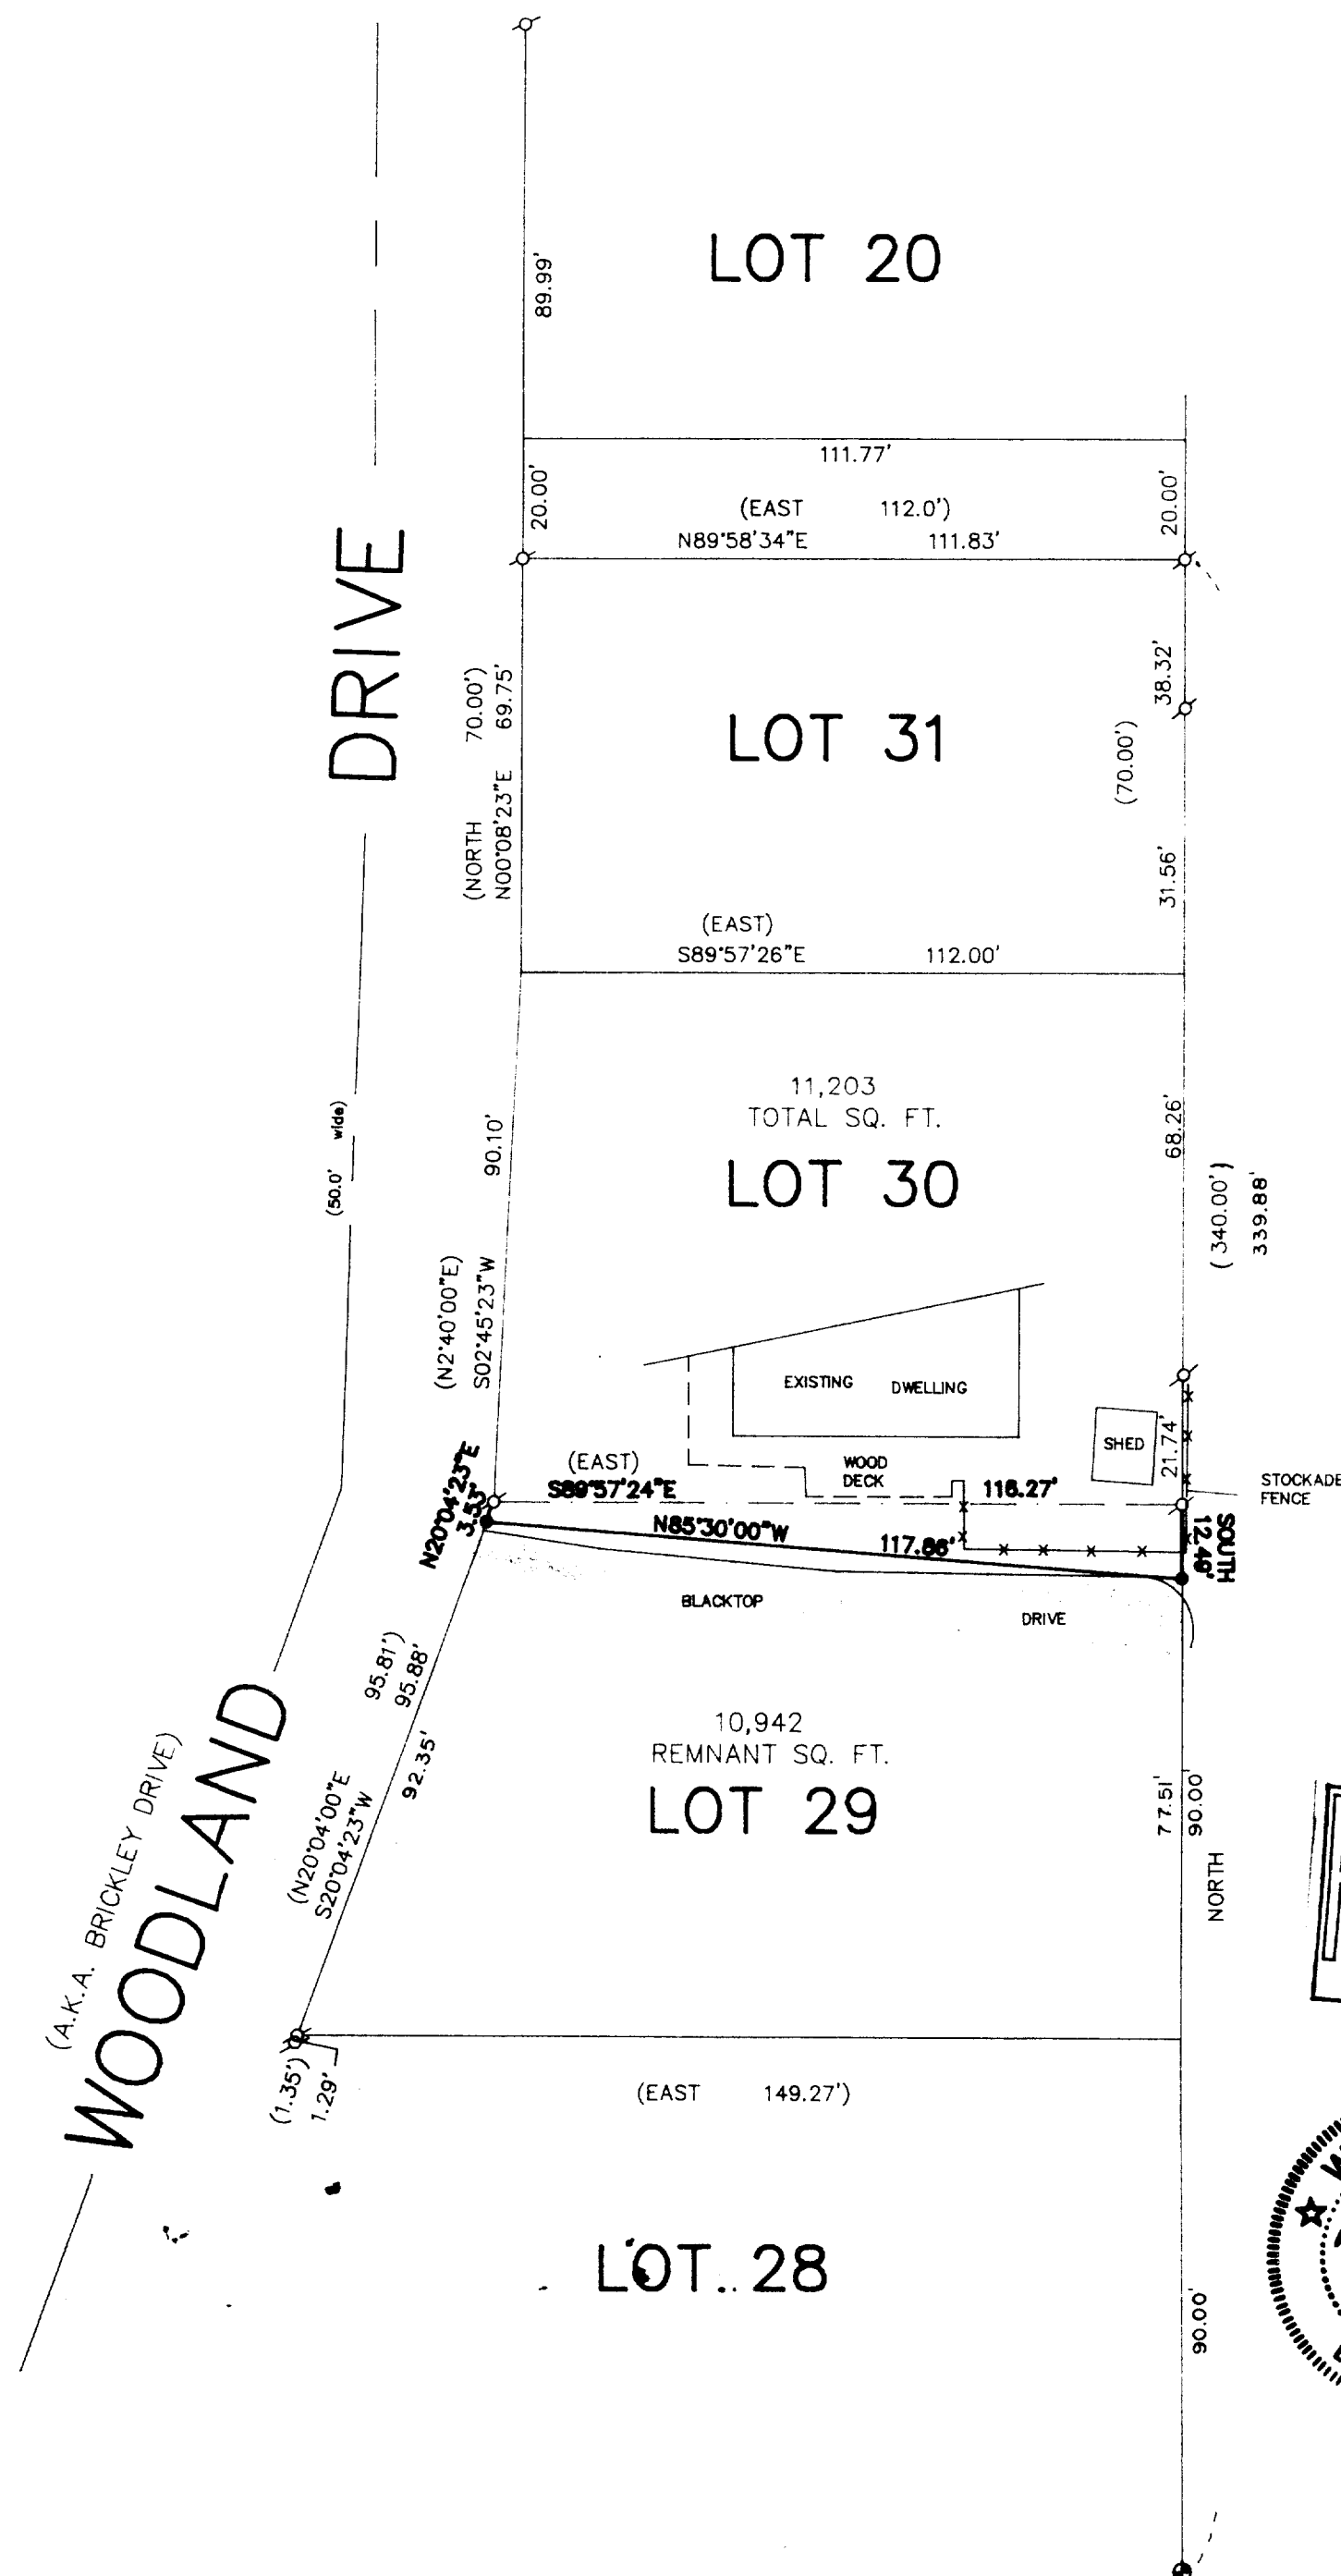 LOT 20
89.99'
111.77'
20.00'
20.00'
(EAST 112.0')
N89°58'34"E 111.83'
DRIVE
(NORTH 70.00')
N00°08'23"E 69.75'
LOT 31
38.32'
(70.00')
31.56'
(EAST)
S89°57'26"E 112.00'
11,203
TOTAL SQ. FT.
LOT 30
90.10'
68.26'
(50.0' wide)
(340.00')
339.88'
(N2°40'00"E)
S02°45'23"W
EXISTING DWELLING
SHED
21.74'
WOOD
DECK
STOCKADE
FENCE
(EAST)
S89°57'24"E
116.27'
N20°04'23"E
3.53'
N85°30'00"W
117.86'
SOUTH
12.49'
BLACKTOP DRIVE
95.81')
95.88'
(N20°04'00"E
S20°04'23"W
92.35'
10,942
REMNANT SQ. FT.
LOT 29
77.51'
90.00'
NORTH
(A.K.A. BRICKLEY DRIVE)
WOODLAND
(1.35')
1.29'
(EAST 149.27')
LOT 28
90.00'